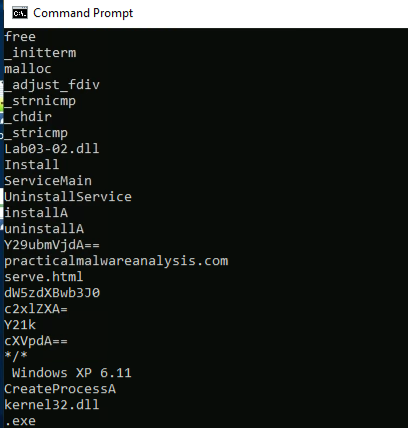 Command Prompt
free
_initterm
malloc
_adjust_fdiv
_strnicmp
_chdir
_stricmp
Lab03-02.dll
Install
ServiceMain
UninstallService
installA
uninstallA
Y29ubmVjdA==
practicalmalwareanalysis.com
serve.html
dW5zdXBwb3J0
c2xlZXA=
Y21k
cXVpdA==
*/*
 Windows XP 6.11
CreateProcessA
kernel32.dll
.exe